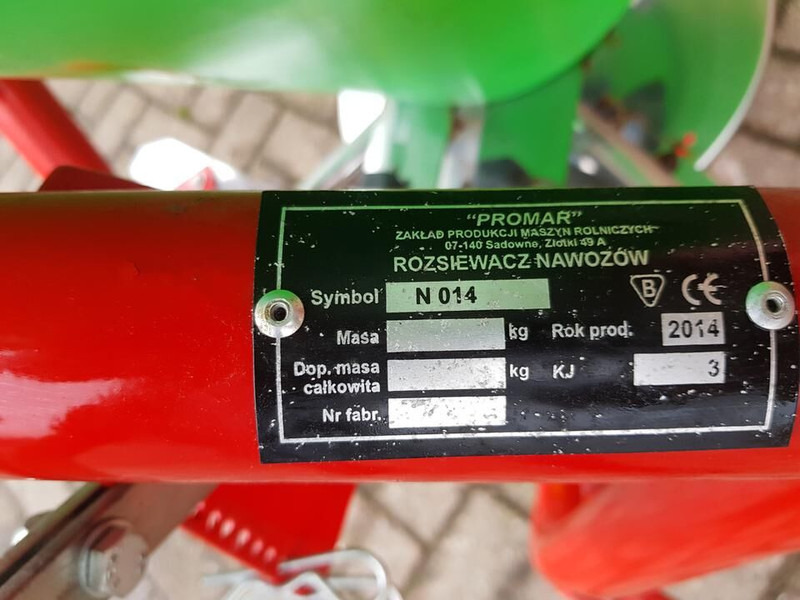 "PROMAR"
ZAKŁAD PRODUKCJI MASZYN ROLNICZYCH
07-140 Sadowne, Złotki 49 A
ROZSIEWACZ NAWOZÓW
Symbol N 014 B CE
Masa kg Rok prod. 2014
Dop. masa całkowita kg KJ 3
Nr fabr.